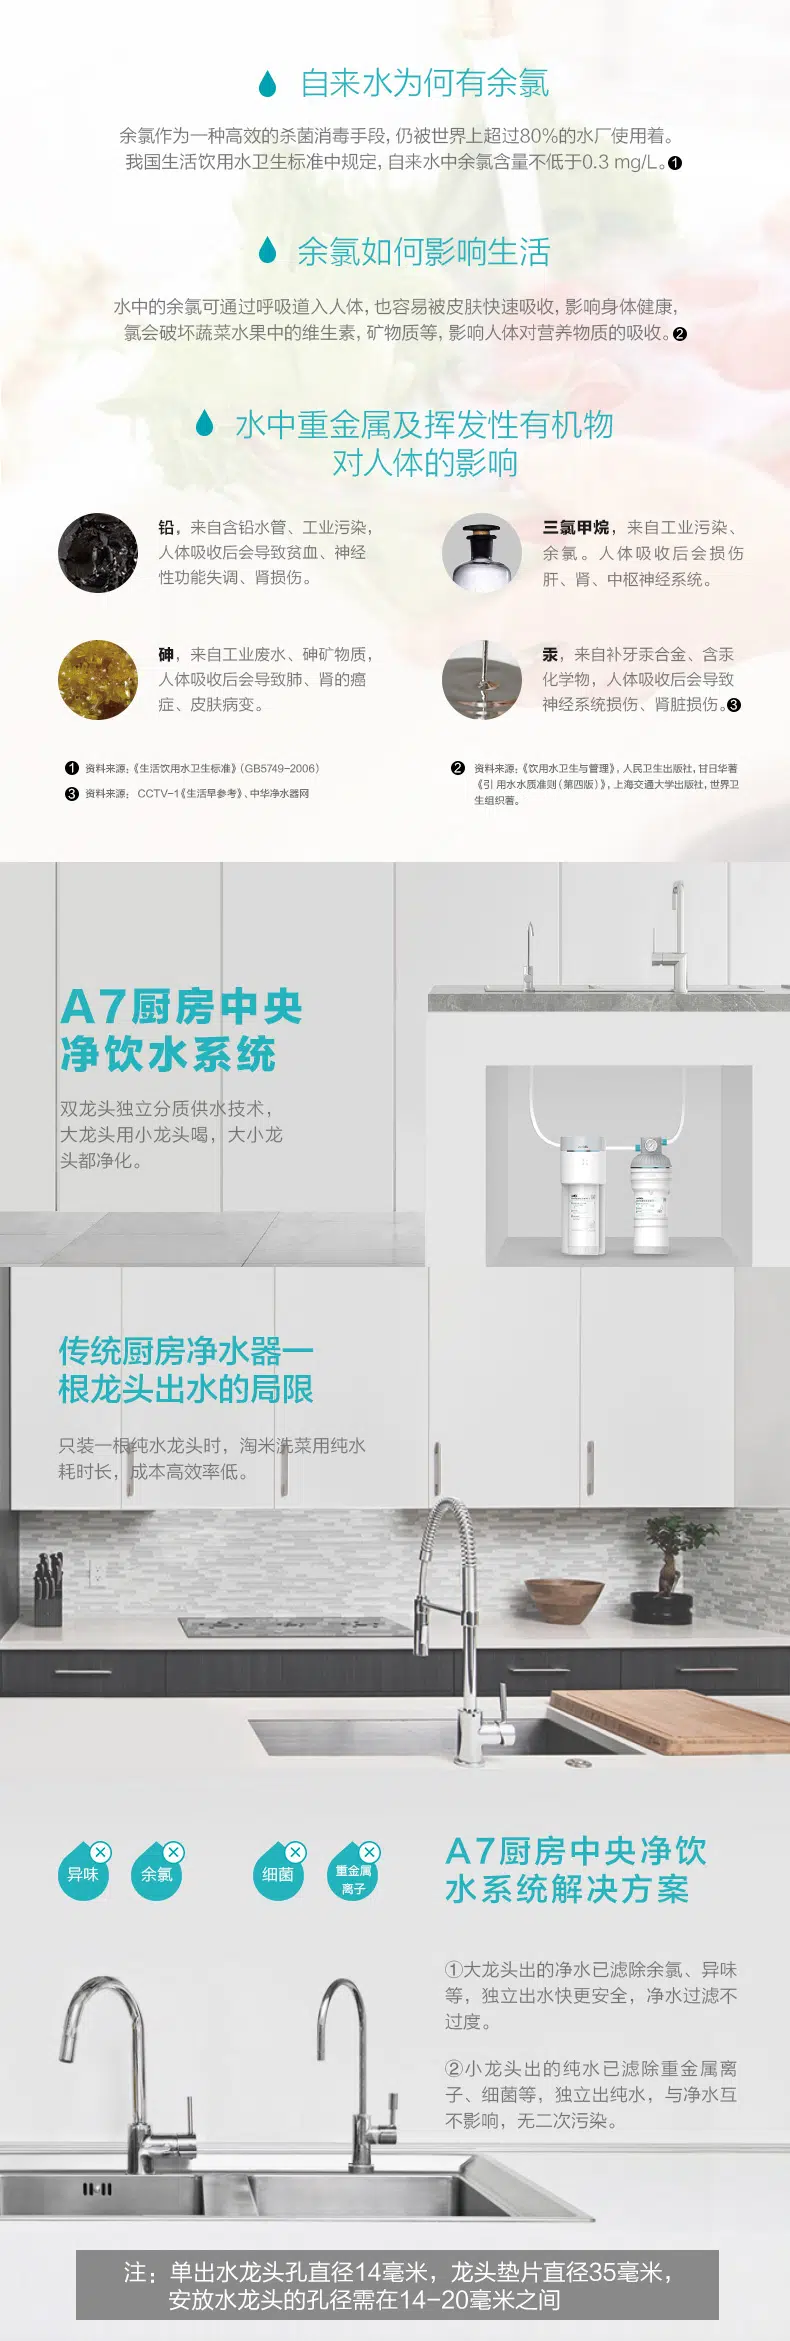 自来水为何有余氯
余氯作为一种高效的杀菌消毒手段, 仍被世界上超过80%的水厂使用着。
我国生活饮用水卫生标准中规定, 自来水中余氯含量不低于0.3 mg/L。❶
余氯如何影响生活
水中的余氯可通过呼吸道入人体, 也容易被皮肤快速吸收, 影响身体健康,
氯会破坏蔬菜水果中的维生素, 矿物质等, 影响人体对营养物质的吸收。❷
水中重金属及挥发性有机物
对人体的影响
铅，来自含铅水管、工业污染，
人体吸收后会导致贫血、神经
性功能失调、肾损伤。
三氯甲烷，来自工业污染、
余氯。人体吸收后会损伤
肝、肾、中枢神经系统。
砷，来自工业废水、砷矿物质，
人体吸收后会导致肺、肾的癌
症、皮肤病变。
汞，来自补牙汞合金、含汞
化学物，人体吸收后会导致
神经系统损伤、肾脏损伤。❸
❶ 资料来源:《生活饮用水卫生标准》(GB5749-2006)
❸ 资料来源: CCTV-1《生活早参考》、中华净水器网
❷ 资料来源:《饮用水卫生与管理》, 人民卫生出版社, 甘日华著
《引 用水水质准则(第四版)》, 上海交通大学出版社, 世界卫
生组织著。
A7厨房中央
净饮水系统
双龙头独立分质供水技术，
大龙头用小龙头喝，大小龙
头都净化。
传统厨房净水器一
根龙头出水的局限
只装一根纯水龙头时，淘米洗菜用纯水
耗时长，成本高效率低。
异味
余氯
细菌
重金属
离子
A7厨房中央净饮
水系统解决方案
①大龙头出的净水已滤除余氯、异味
等，独立出水快更安全，净水过滤不
过度。
②小龙头出的纯水已滤除重金属离
子、细菌等，独立出纯水，与净水互
不影响，无二次污染。
注：单出水龙头孔直径14毫米，龙头垫片直径35毫米，
安放水龙头的孔径需在14-20毫米之间